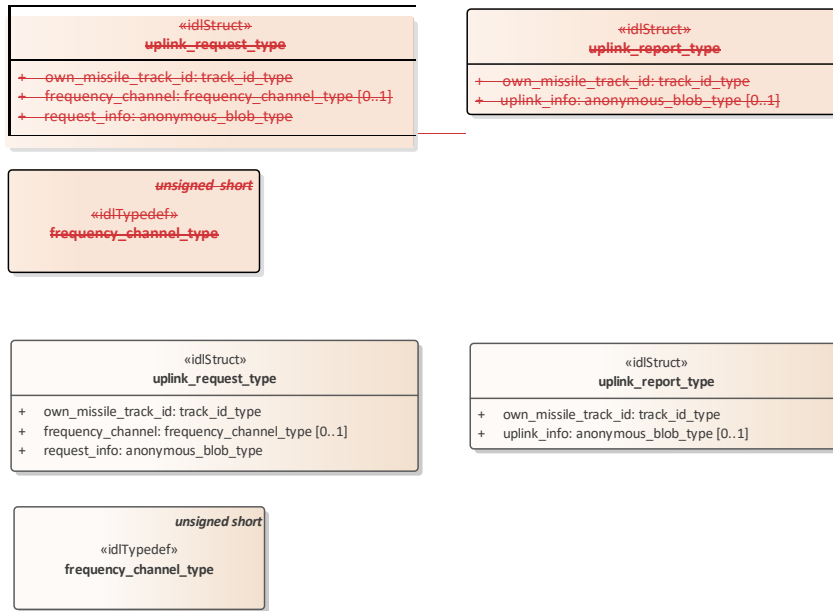 «idlStruct»
uplink_request_type
+ own_missile_track_id: track_id_type
+ frequency_channel: frequency_channel_type [0..1]
+ request_info: anonymous_blob_type
«idlStruct»
uplink_report_type
+ own_missile_track_id: track_id_type
+ uplink_info: anonymous_blob_type [0..1]
unsigned short
«idlTypedef»
frequency_channel_type
«idlStruct»
uplink_request_type
+ own_missile_track_id: track_id_type
+ frequency_channel: frequency_channel_type [0..1]
+ request_info: anonymous_blob_type
«idlStruct»
uplink_report_type
+ own_missile_track_id: track_id_type
+ uplink_info: anonymous_blob_type [0..1]
unsigned short
«idlTypedef»
frequency_channel_type